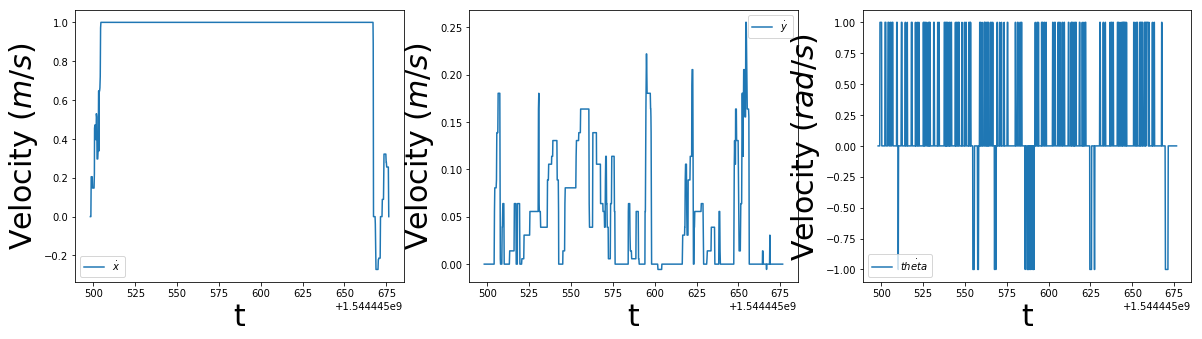 Velocity (m/s)
1.0
0.8
0.6
0.4
0.2
0.0
−0.2
ẋ
500 525 550 575 600 625 650 675
+1.544445e9
t
Velocity (m/s)
0.25
0.20
0.15
0.10
0.05
0.00
ẏ
500 525 550 575 600 625 650 675
+1.544445e9
t
Velocity (rad/s)
1.00
0.75
0.50
0.25
0.00
−0.25
−0.50
−0.75
−1.00
thėta
500 525 550 575 600 625 650 675
+1.544445e9
t